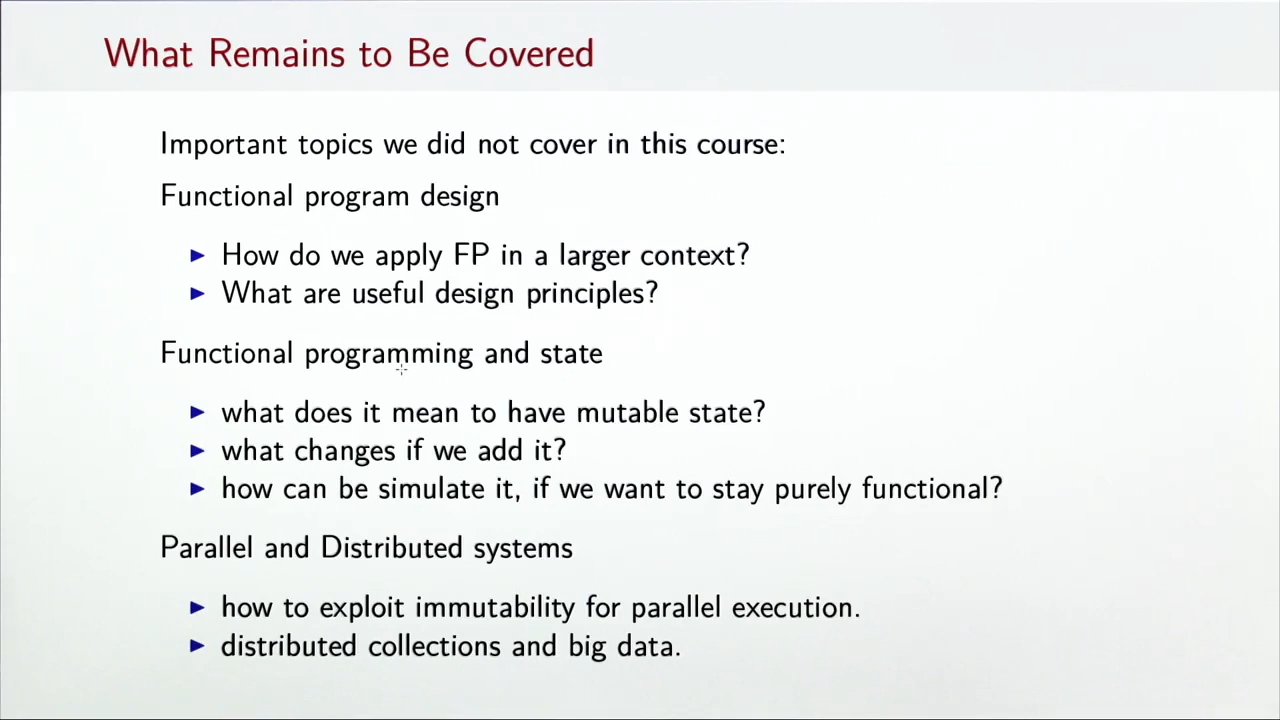 What Remains to Be Covered
Important topics we did not cover in this course:
Functional program design
► How do we apply FP in a larger context?
► What are useful design principles?
Functional programming and state
► what does it mean to have mutable state?
► what changes if we add it?
► how can be simulate it, if we want to stay purely functional?
Parallel and Distributed systems
► how to exploit immutability for parallel execution.
► distributed collections and big data.